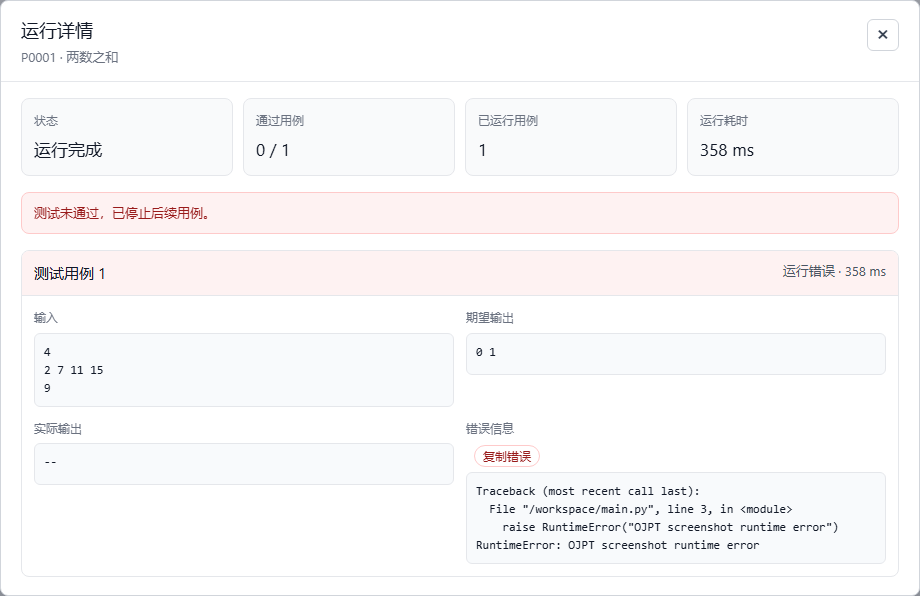 运行详情
P0001 · 两数之和
×
状态
运行完成
通过用例
0 / 1
已运行用例
1
运行耗时
358 ms
测试未通过，已停止后续用例。
测试用例 1
运行错误 · 358 ms
输入
4
2 7 11 15
9
期望输出
0 1
实际输出
--
错误信息
复制错误
Traceback (most recent call last):
  File "/workspace/main.py", line 3, in <module>
    raise RuntimeError("OJPT screenshot runtime error")
RuntimeError: OJPT screenshot runtime error